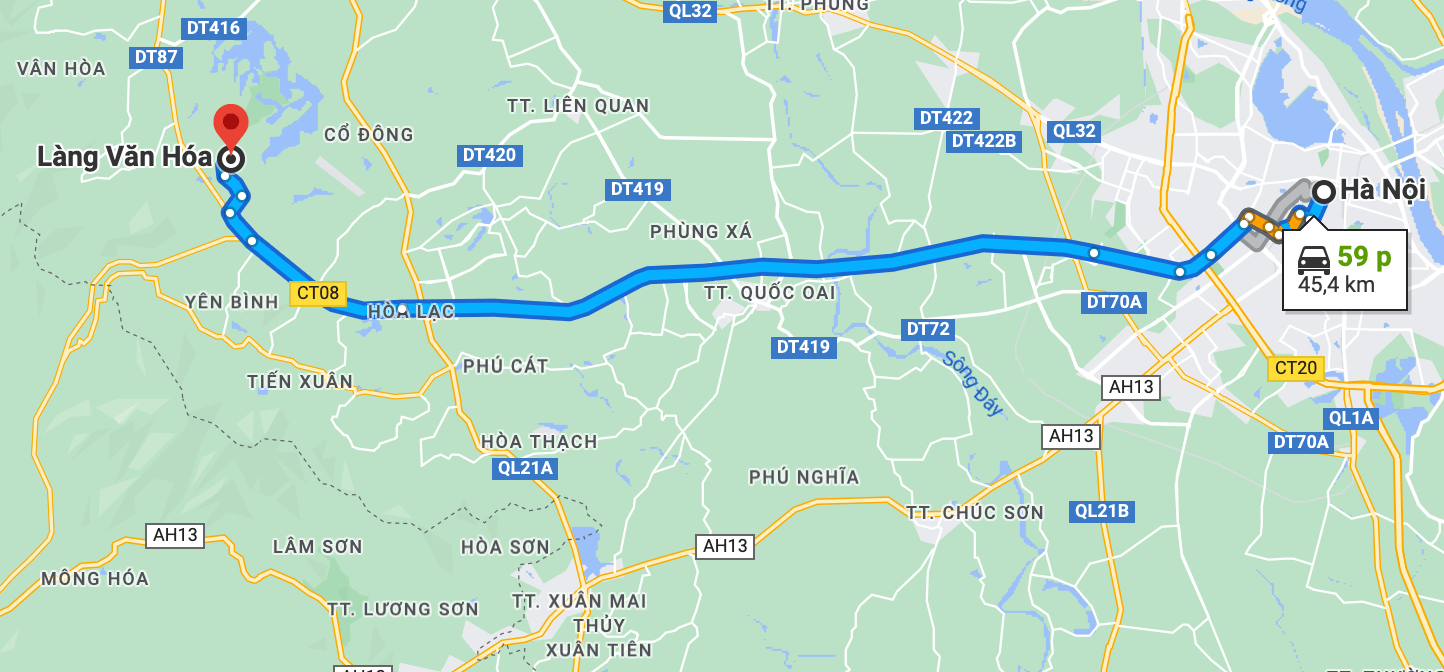 QL32
TT. PHÙNG
DT416
DT87
VÂN HÒA
TT. LIÊN QUAN
DT422
QL32
CỔ ĐÔNG
DT422B
Làng Văn Hóa
DT420
DT419
Hà Nội
PHÙNG XÁ
59 p
45,4 km
CT08
TT. QUỐC OAI
YÊN BÌNH
DT70A
HÒA LẠC
DT72
DT419
PHÚ CÁT
Sông Đáy
CT20
TIẾN XUÂN
AH13
QL1A
HÒA THẠCH
AH13
DT70A
QL21A
PHÚ NGHĨA
TT. CHÚC SƠN
QL21B
AH13
LÂM SƠN
HÒA SƠN
AH13
MÔNG HÓA
TT. LƯƠNG SƠN
TT. XUÂN MAI
THỦY
XUÂN TIÊN
AH13